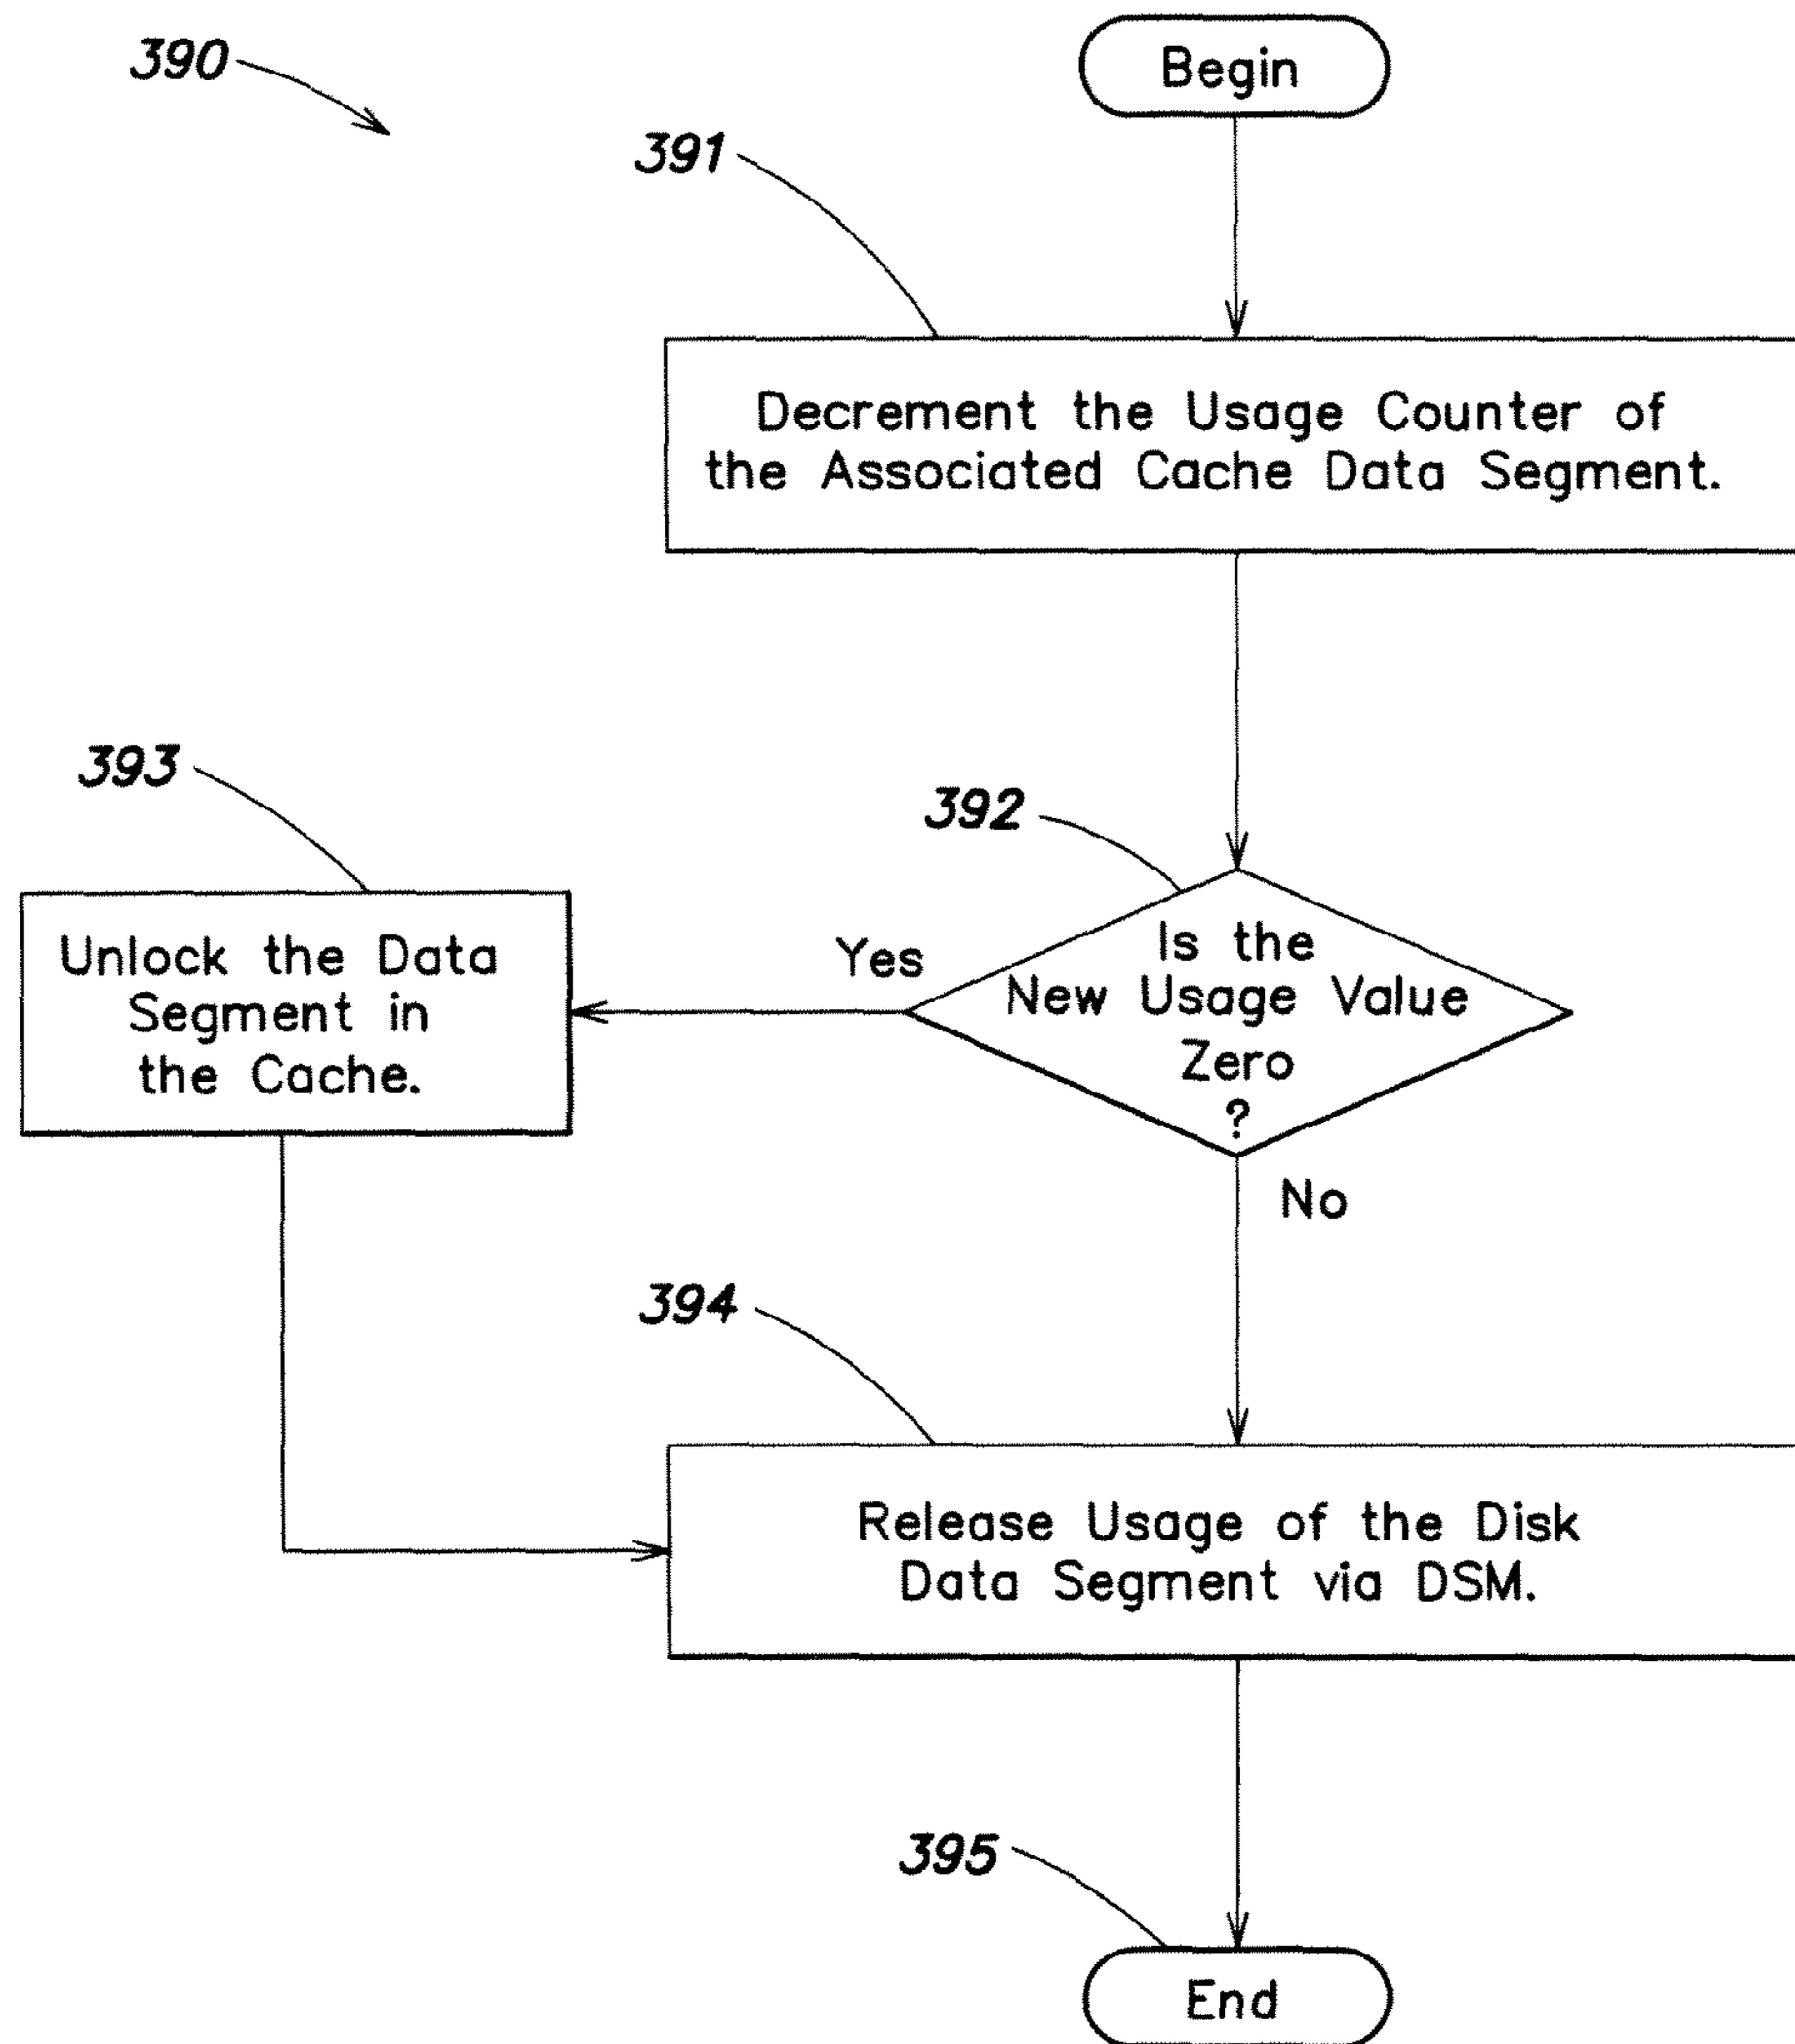 390
Begin
391
Decrement the Usage Counter of
the Associated Cache Data Segment.
392
Is the
New Usage Value
Zero
?
Yes
393
Unlock the Data
Segment in
the Cache.
No
394
Release Usage of the Disk
Data Segment via DSM.
395
End